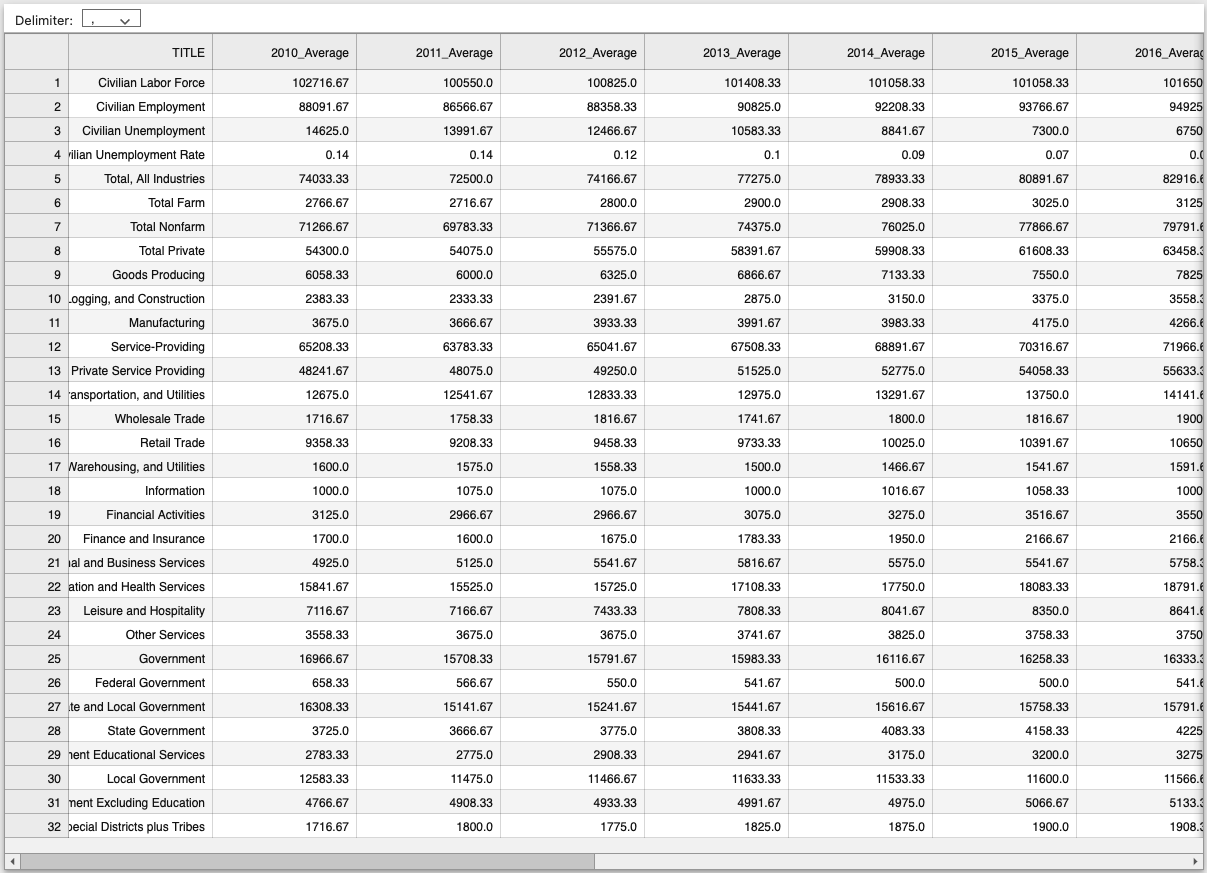 Delimiter: ,
TITLE 2010_Average 2011_Average 2012_Average 2013_Average 2014_Average 2015_Average 2016_Averag
1 Civilian Labor Force 102716.67 100550.0 100825.0 101408.33 101058.33 101058.33 101650
2 Civilian Employment 88091.67 86566.67 88358.33 90825.0 92208.33 93766.67 94925
3 Civilian Unemployment 14625.0 13991.67 12466.67 10583.33 8841.67 7300.0 6750
4 vilian Unemployment Rate 0.14 0.14 0.12 0.1 0.09 0.07 0.0
5 Total, All Industries 74033.33 72500.0 74166.67 77275.0 78933.33 80891.67 82916.6
6 Total Farm 2766.67 2716.67 2800.0 2900.0 2908.33 3025.0 3125
7 Total Nonfarm 71266.67 69783.33 71366.67 74375.0 76025.0 77866.67 79791.6
8 Total Private 54300.0 54075.0 55575.0 58391.67 59908.33 61608.33 63458.3
9 Goods Producing 6058.33 6000.0 6325.0 6866.67 7133.33 7550.0 7825
10 Logging, and Construction 2383.33 2333.33 2391.67 2875.0 3150.0 3375.0 3558.3
11 Manufacturing 3675.0 3666.67 3933.33 3991.67 3983.33 4175.0 4266.6
12 Service-Providing 65208.33 63783.33 65041.67 67508.33 68891.67 70316.67 71966.6
13 Private Service Providing 48241.67 48075.0 49250.0 51525.0 52775.0 54058.33 55633.3
14 ransportation, and Utilities 12675.0 12541.67 12833.33 12975.0 13291.67 13750.0 14141.6
15 Wholesale Trade 1716.67 1758.33 1816.67 1741.67 1800.0 1816.67 1900
16 Retail Trade 9358.33 9208.33 9458.33 9733.33 10025.0 10391.67 10650
17 Warehousing, and Utilities 1600.0 1575.0 1558.33 1500.0 1466.67 1541.67 1591.6
18 Information 1000.0 1075.0 1075.0 1000.0 1016.67 1058.33 1000
19 Financial Activities 3125.0 2966.67 2966.67 3075.0 3275.0 3516.67 3550
20 Finance and Insurance 1700.0 1600.0 1675.0 1783.33 1950.0 2166.67 2166.6
21 nal and Business Services 4925.0 5125.0 5541.67 5816.67 5575.0 5541.67 5758.3
22 ation and Health Services 15841.67 15525.0 15725.0 17108.33 17750.0 18083.33 18791.6
23 Leisure and Hospitality 7116.67 7166.67 7433.33 7808.33 8041.67 8350.0 8641.6
24 Other Services 3558.33 3675.0 3675.0 3741.67 3825.0 3758.33 3750
25 Government 16966.67 15708.33 15791.67 15983.33 16116.67 16258.33 16333.3
26 Federal Government 658.33 566.67 550.0 541.67 500.0 500.0 541.6
27 te and Local Government 16308.33 15141.67 15241.67 15441.67 15616.67 15758.33 15791.6
28 State Government 3725.0 3666.67 3775.0 3808.33 4083.33 4158.33 4225
29 nent Educational Services 2783.33 2775.0 2908.33 2941.67 3175.0 3200.0 3275
30 Local Government 12583.33 11475.0 11466.67 11633.33 11533.33 11600.0 11566.6
31 ment Excluding Education 4766.67 4908.33 4933.33 4991.67 4975.0 5066.67 5133.3
32 pecial Districts plus Tribes 1716.67 1800.0 1775.0 1825.0 1875.0 1900.0 1908.3